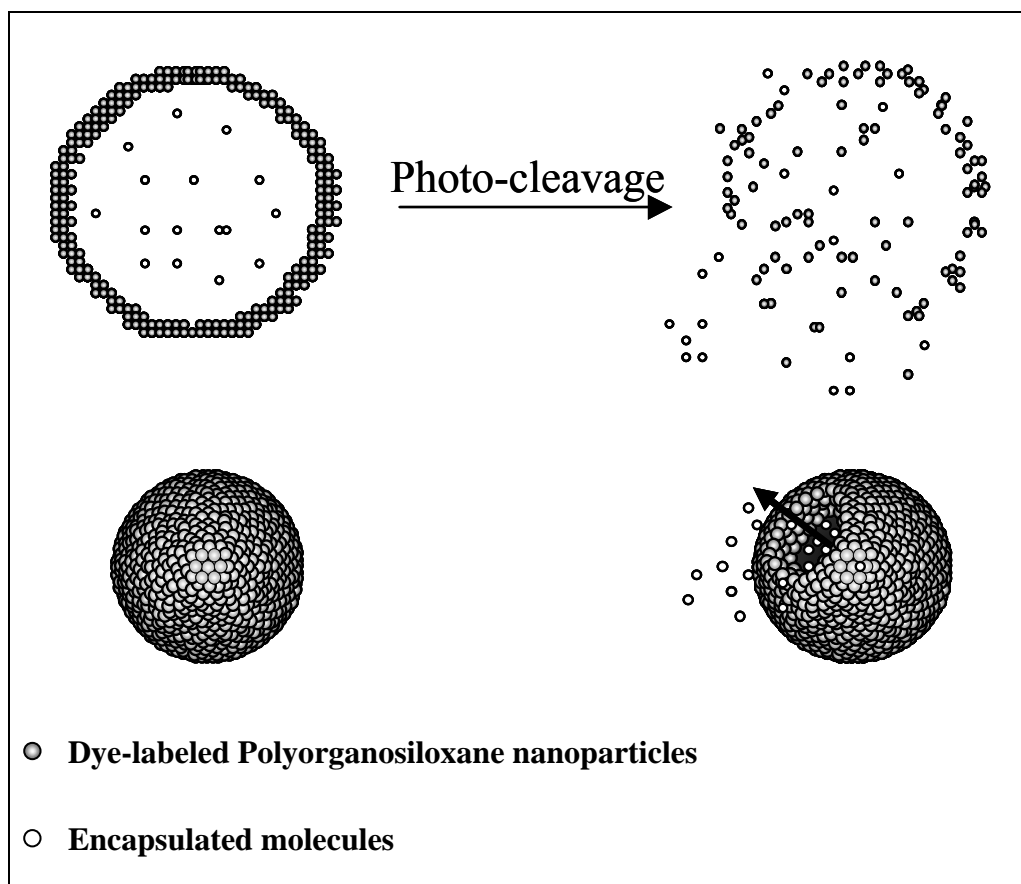 Photo-cleavage
Dye-labeled Polyorganosiloxane nanoparticles
Encapsulated molecules